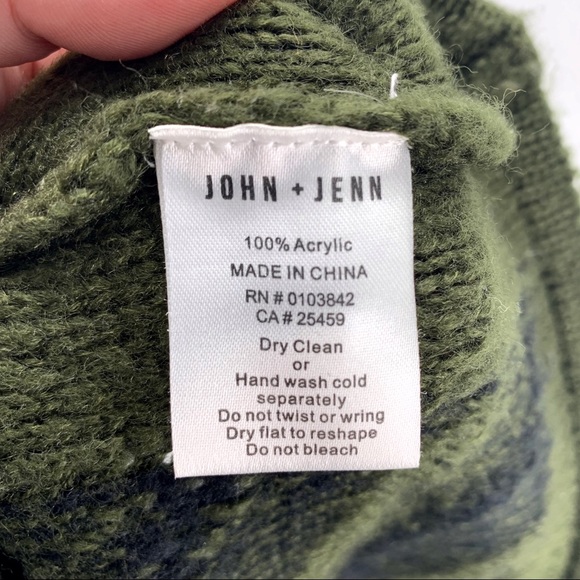 JOHN + JENN
100% Acrylic
MADE IN CHINA
RN # 0103842
CA # 25459
Dry Clean
or
Hand wash cold
separately
Do not twist or wring
Dry flat to reshape
Do not bleach